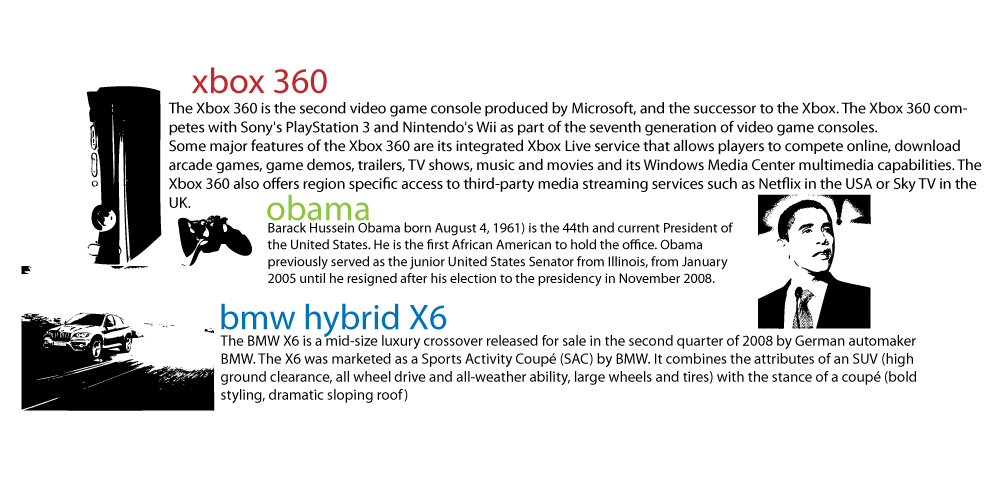 xbox 360
The Xbox 360 is the second video game console produced by Microsoft, and the successor to the Xbox. The Xbox 360 com-
petes with Sony's PlayStation 3 and Nintendo's Wii as part of the seventh generation of video game consoles.
Some major features of the Xbox 360 are its integrated Xbox Live service that allows players to compete online, download
arcade games, game demos, trailers, TV shows, music and movies and its Windows Media Center multimedia capabilities. The
Xbox 360 also offers region specific access to third-party media streaming services such as Netflix in the USA or Sky TV in the
UK.
obama
Barack Hussein Obama born August 4, 1961) is the 44th and current President of
the United States. He is the first African American to hold the office. Obama
previously served as the junior United States Senator from Illinois, from January
2005 until he resigned after his election to the presidency in November 2008.
bmw hybrid X6
The BMW X6 is a mid-size luxury crossover released for sale in the second quarter of 2008 by German automaker
BMW. The X6 was marketed as a Sports Activity Coupé (SAC) by BMW. It combines the attributes of an SUV (high
ground clearance, all wheel drive and all-weather ability, large wheels and tires) with the stance of a coupé (bold
styling, dramatic sloping roof)